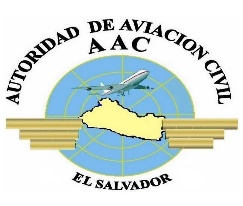 AUTORIDAD DE AVIACION CIVIL
AAC
EL SALVADOR